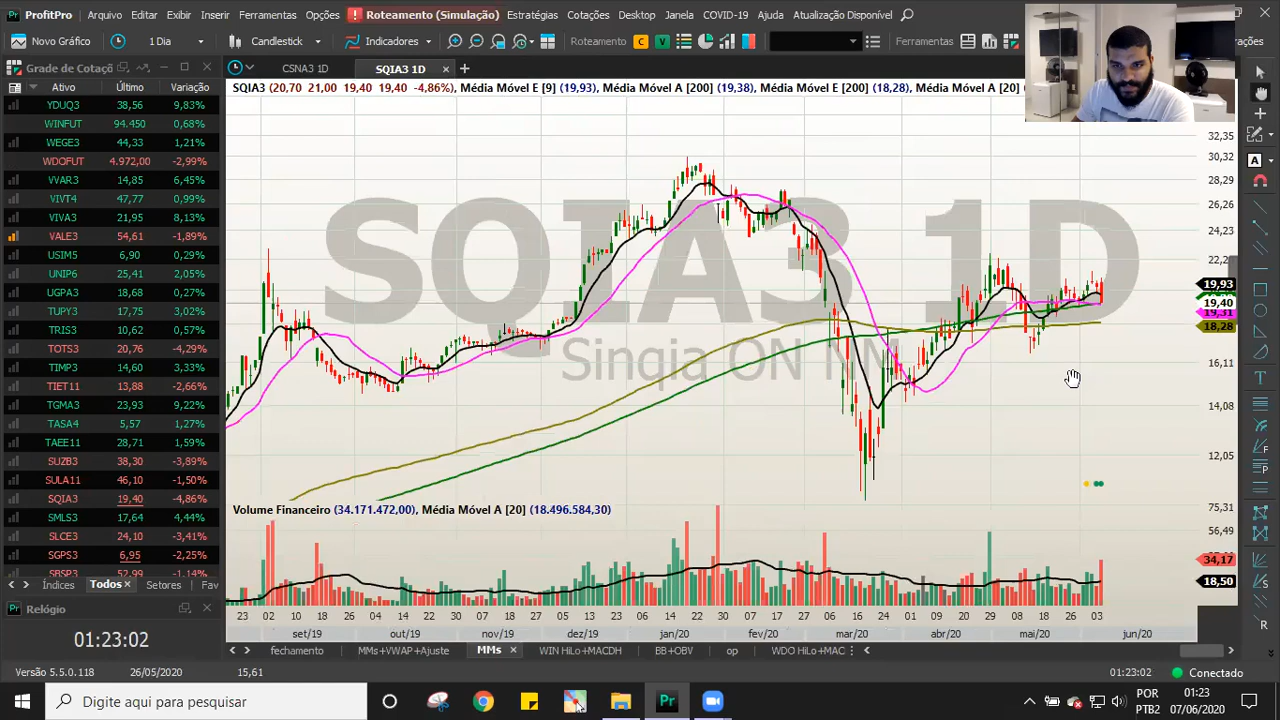 ProfitPro Arquivo Editar Exibir Inserir Ferramentas Opções Roteamento (Simulação) Estratégias Cotações Desktop Janela COVID-19 Ajuda Atualização Disponível
Novo Gráfico 1 Dia Candlestick Indicadores Roteamento C V Ferramentas
Grade de Cotaçõ
CSNA3 1D SQIA3 1D
Ativo Último Variação
SQIA3 (20,70 21,00 19,40 19,40 -4,86%), Média Móvel E [9] (19,93), Média Móvel A [200] (19,38), Média Móvel E [200] (18,28), Média Móvel A [20]
YDUQ3 38,56 9,83%
WINFUT 94.450 0,68%
WEGE3 44,33 1,21%
WDOFUT 4.972,00 -2,99%
VVAR3 14,85 6,45%
VIVT4 47,77 0,99%
VIVA3 21,95 8,13%
VALE3 54,61 -1,89%
USIM5 6,90 0,29%
UNIP6 25,41 2,05%
UGPA3 18,68 0,27%
TUPY3 17,75 3,02%
TRIS3 10,62 0,57%
TOTS3 20,76 -4,29%
TIMP3 14,60 3,33%
TIET11 13,88 -2,66%
TGMA3 23,93 9,22%
TASA4 5,57 1,27%
TAEE11 28,71 1,59%
SUZB3 38,30 -3,89%
SULA11 46,10 -1,50%
SQIA3 19,40 -4,86%
SMLS3 17,64 4,44%
SLCE3 24,10 -3,41%
SGPS3 6,95 -2,25%
SBSP3 52,99 -1,14%
Índices Todos Setores Fav
Relógio
01:23:02
SQIA3 1D
Sinqia ON NM
32,35
30,32
28,29
26,26
24,23
22,2
19,93
19,40
19,31
18,28
16,11
14,08
12,05
Volume Financeiro (34.171.472,00), Média Móvel A [20] (18.496.584,30)
75,31
56,49
34,17
18,50
23 02 10 18 26 04 14 22 30 07 18 27 05 13 23 06 14 22 30 07 17 27 06 16 24 01 09 20 29 08 18 26 03
set/19 out/19 nov/19 dez/19 jan/20 fev/20 mar/20 abr/20 mai/20 jun/20
fechamento MMs+VWAP+Ajuste MMs WIN HiLo+MACDH BB+OBV op WDO HiLo+MAC
Versão 5.5.0.118 26/05/2020 15,61 01:23:02 Conectado
Digite aqui para pesquisar
Pr
POR
PTB2
01:23
07/06/2020